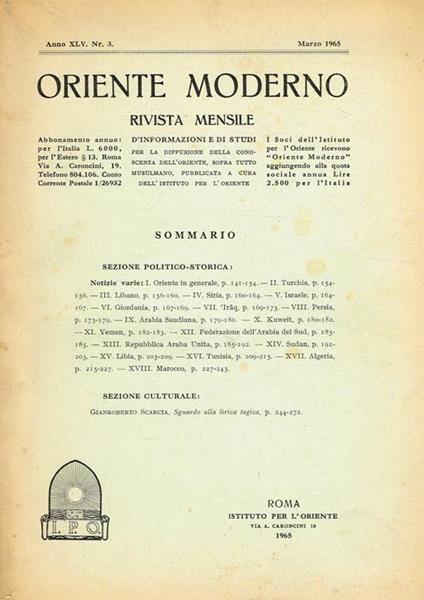 Anno XLV. Nr. 3. Marzo 1965
ORIENTE MODERNO
RIVISTA MENSILE
D'INFORMAZIONI E DI STUDI
PER LA DIFFUSIONE DELLA CONO-
SCENZA DELL'ORIENTE, SOPRA TUTTO
MUSULMANO, PUBBLICATA A CURA
DELL'ISTITUTO PER L'ORIENTE
Abbonamento annuo:
per l'Italia L. 6000,
per l'Estero $ 13. Roma
Via A. Caroncini, 19.
Telefono 804.106. Conto
Corrente Postale 1/26932
I Soci dell'Istituto
per l'Oriente ricevono
"Oriente Moderno"
aggiungendo alla quota
sociale annua Lire
2.500 per l'Italia
SOMMARIO
SEZIONE POLITICO-STORICA:
Notizie varie: I. Oriente in generale, p. 141-154. — II. Turchia, p. 154-
156. — III. Libano, p. 156-160. — IV. Siria, p. 160-164. — V. Israele, p. 164-
167. — VI. Giordania, p. 167-169. — VII. 'Irāq, p. 169-173. — VIII. Persia,
p. 173-179. — IX. Arabia Saudiana, p. 179-180. — X. Kuweit, p. 180-182.
— XI. Yemen, p. 182-183. — XII. Federazione dell'Arabia del Sud, p. 183-
185. — XIII. Repubblica Araba Unita, p. 185-192. — XIV. Sudan, p. 192-
203. — XV. Libia, p. 203-209. — XVI. Tunisia, p. 209-215. — XVII. Algeria,
p. 215-227. — XVIII. Marocco, p. 227-243.
SEZIONE CULTURALE:
GIANROBERTO SCARCIA, Sguardo alla lirica tagica, p. 244-272.
I.P.O.
ROMA
ISTITUTO PER L'ORIENTE
VIA A. CARONCINI 19
1965